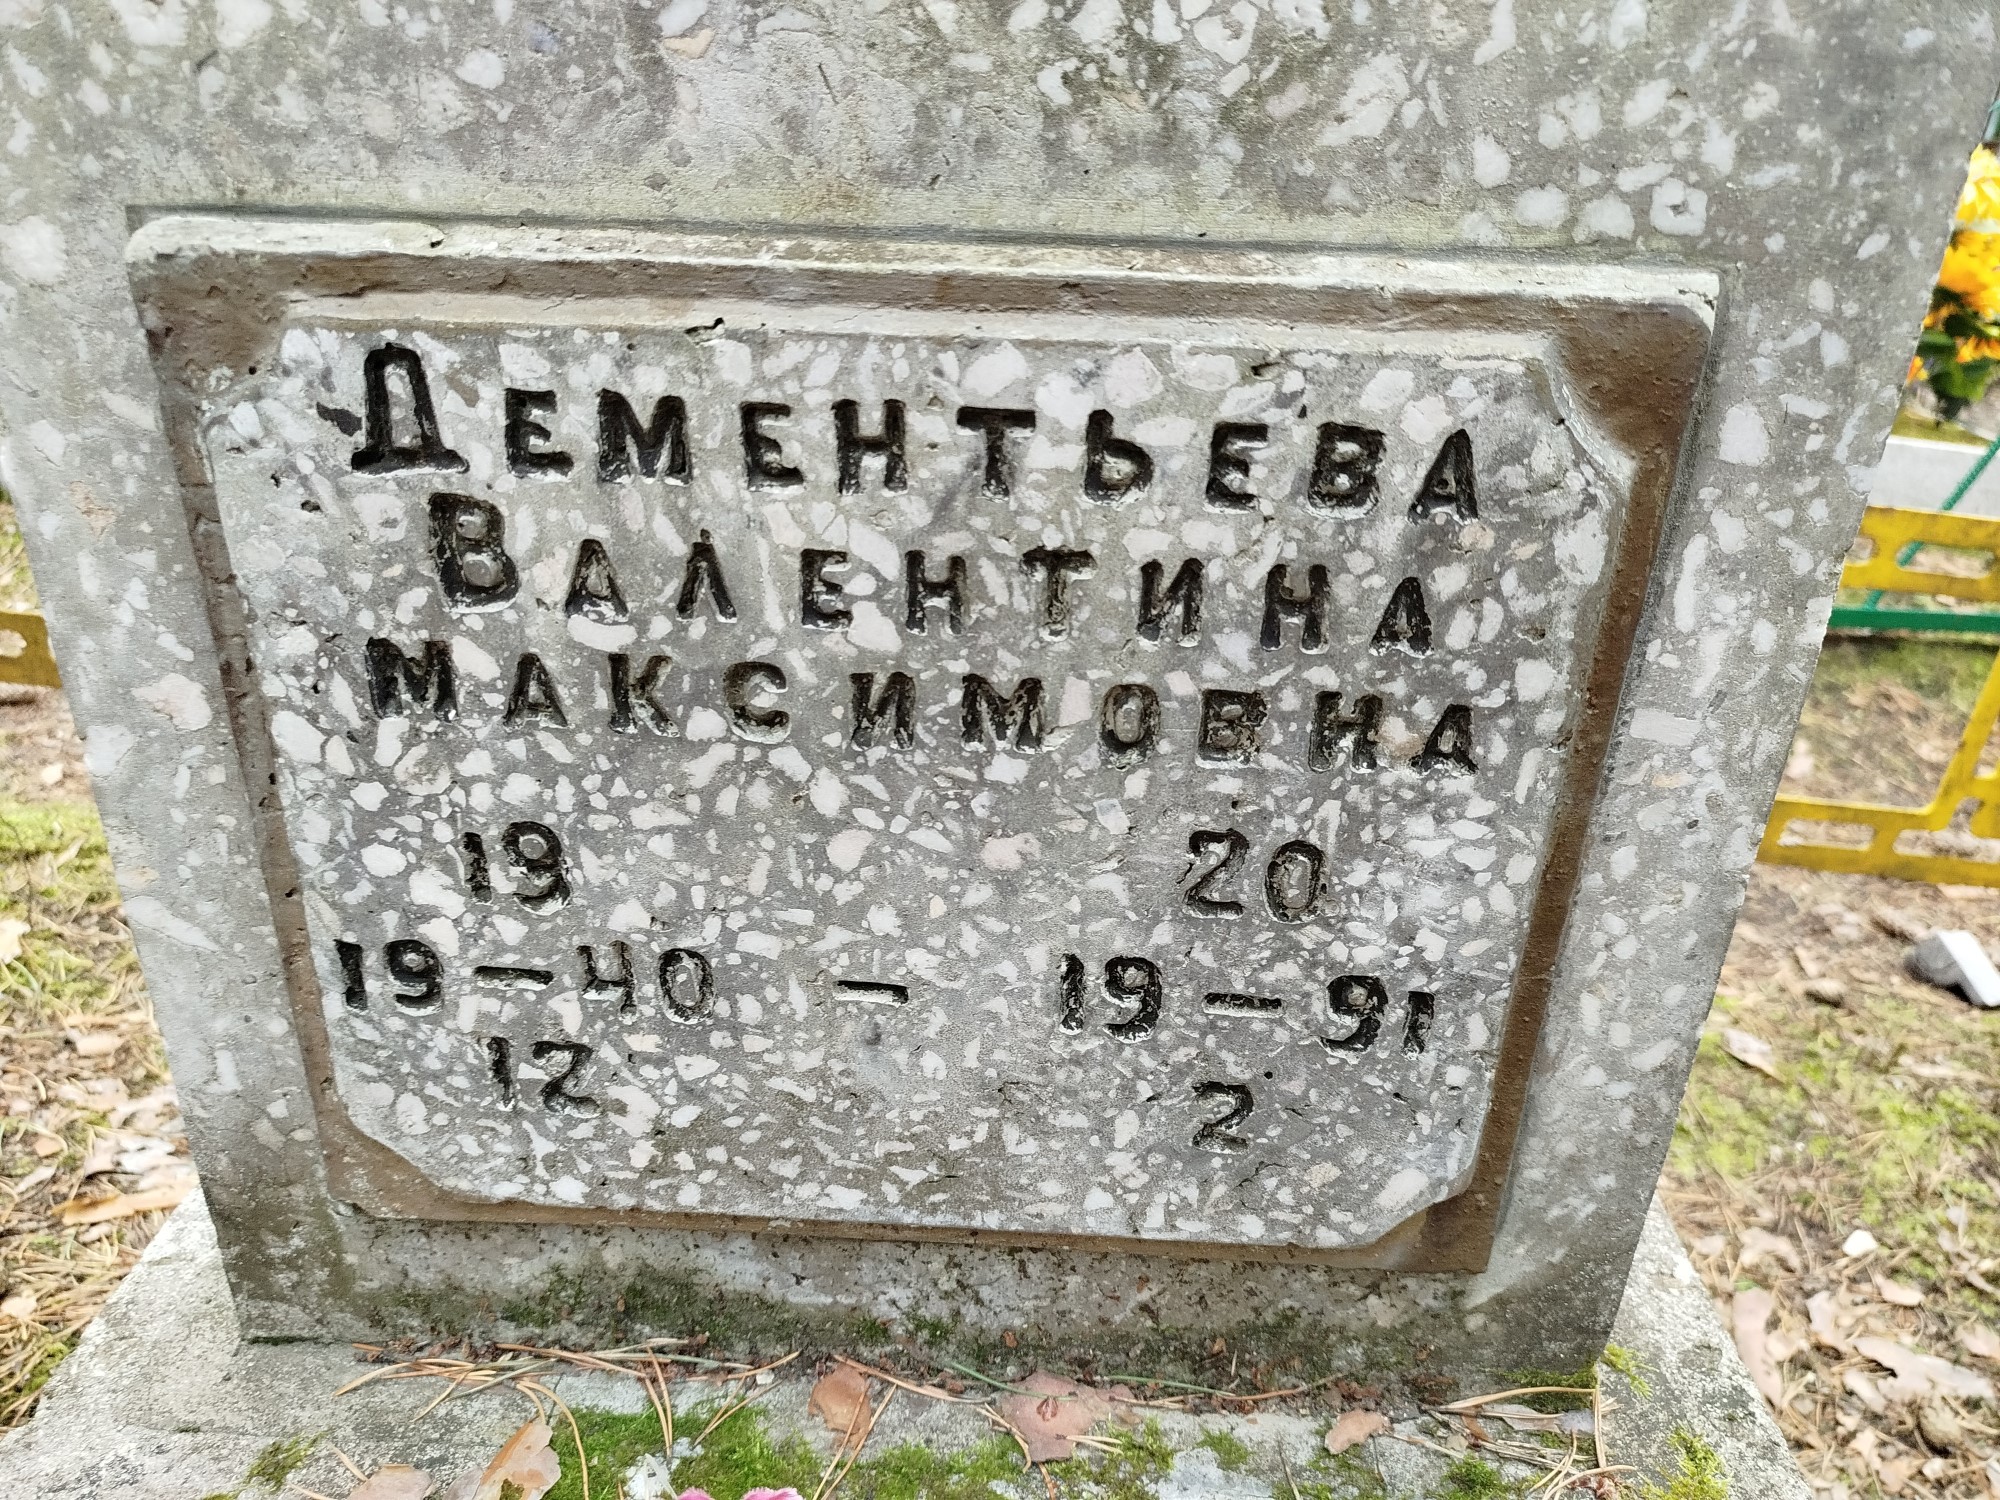 Дементьева
Валентина
Максимовна
19 20
19 – 40 – 19 – 91
12 2